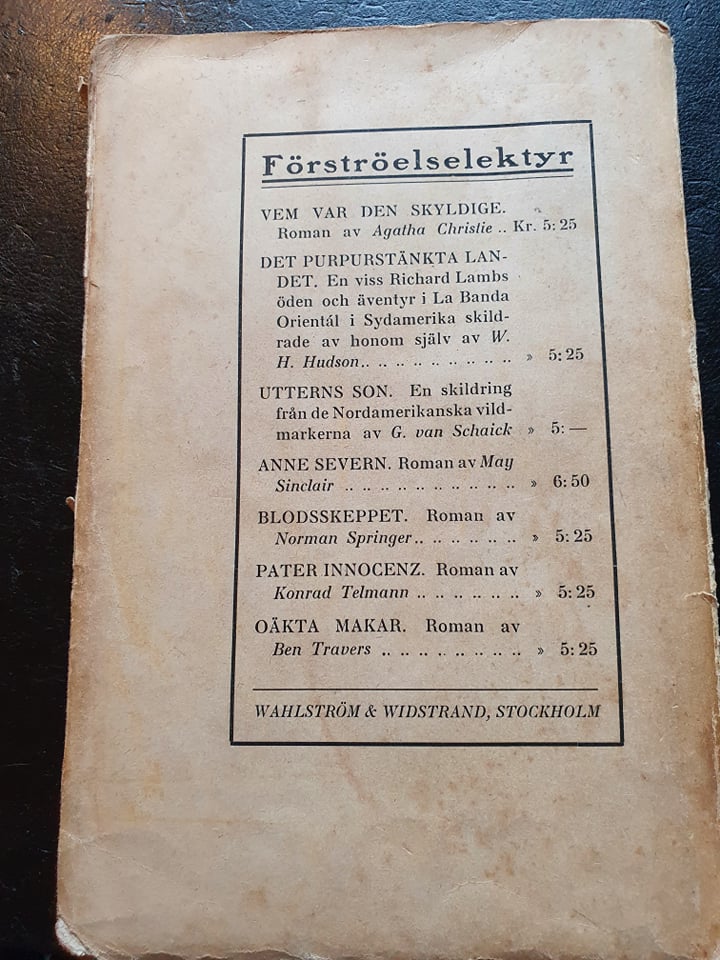 Förströelselektyr
VEM VAR DEN SKYLDIGE.
Roman av Agatha Christie .. Kr. 5:25
DET PURPURSTÄNKTA LAN-
DET. En viss Richard Lambs
öden och äventyr i La Banda
Orientál i Sydamerika skild-
rade av honom själv av W.
H. Hudson.. .. .. .. .. .. .. .. .. » 5:25
UTTERNS SON. En skildring
från de Nordamerikanska vild-
markerna av G. van Schaick » 5: —
ANNE SEVERN. Roman av May
Sinclair .. .. .. .. .. .. .. .. .. .. » 6:50
BLODSSKEPPET. Roman av
Norman Springer.. .. .. .. .. .. » 5:25
PATER INNOCENZ. Roman av
Konrad Telmann .. .. .. .. .. .. » 5:25
OÄKTA MAKAR. Roman av
Ben Travers .. .. .. .. .. .. .. .. » 5:25
WAHLSTRÖM & WIDSTRAND, STOCKHOLM